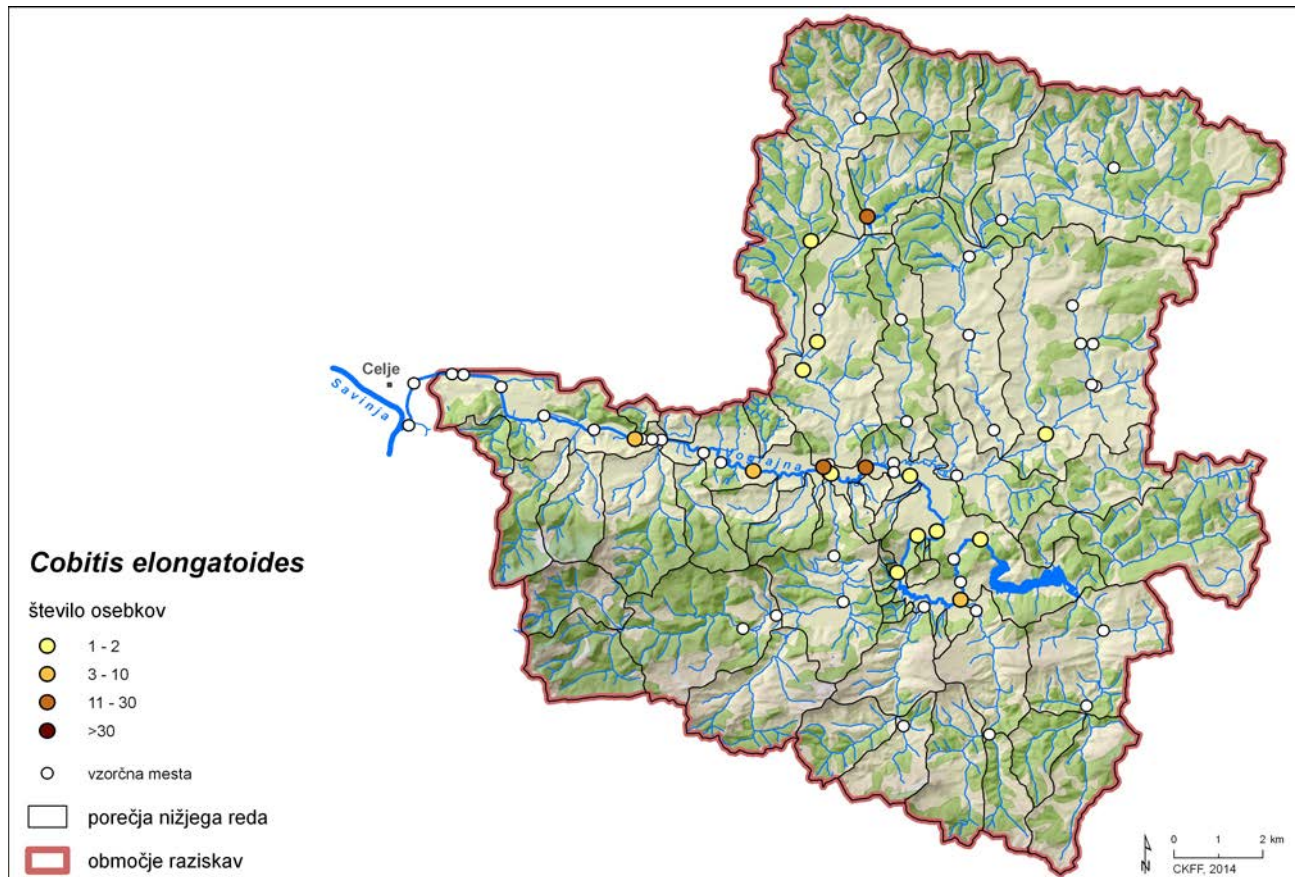 Celje
Savinja
Voglajna
Cobitis elongatoides
število osebkov
1 - 2
3 - 10
11 - 30
>30
vzorčna mesta
porečja nižjega reda
območje raziskav
0 1 2 km
N
CKFF, 2014